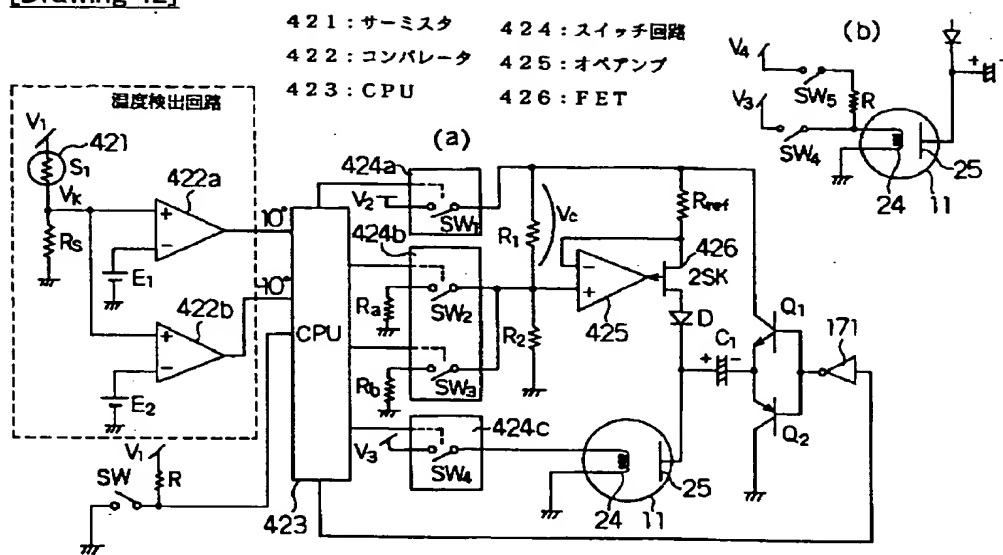 [Drawing 42]
421:サーミスタ 424:スイッチ回路
422:コンパレータ 425:オペアンプ
423:CPU 426:FET
(b)
V4
SW5
R
V3
SW4
+ -
25
24 11
温度検出回路
V1
421
S1
VK
RS
422a
+
-
E1
422b
+
-
E2
10°
10°
CPU
423
V1
SW
R
(a)
424a
V2
SW1
424b
Ra
SW2
Rb
SW3
424c
V3
SW4
R1
Vc
R2
Rref
426
2SK
-
+
425
D
C1
+ -
Q1
Q2
171
25
24 11